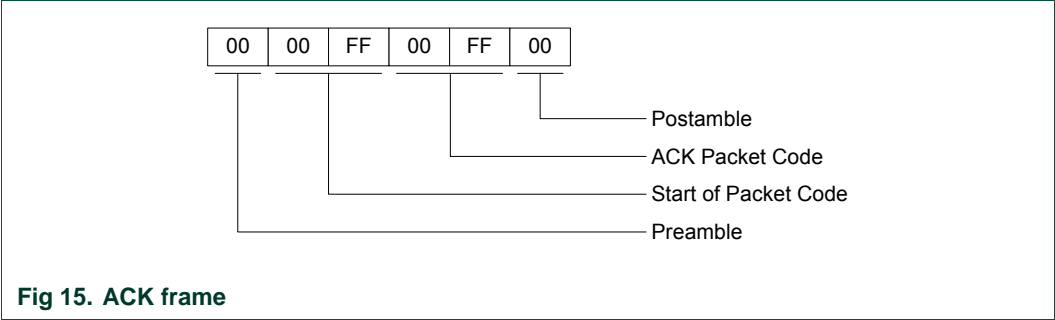 00 00 FF 00 FF 00
Postamble
ACK Packet Code
Start of Packet Code
Preamble
Fig 15. ACK frame